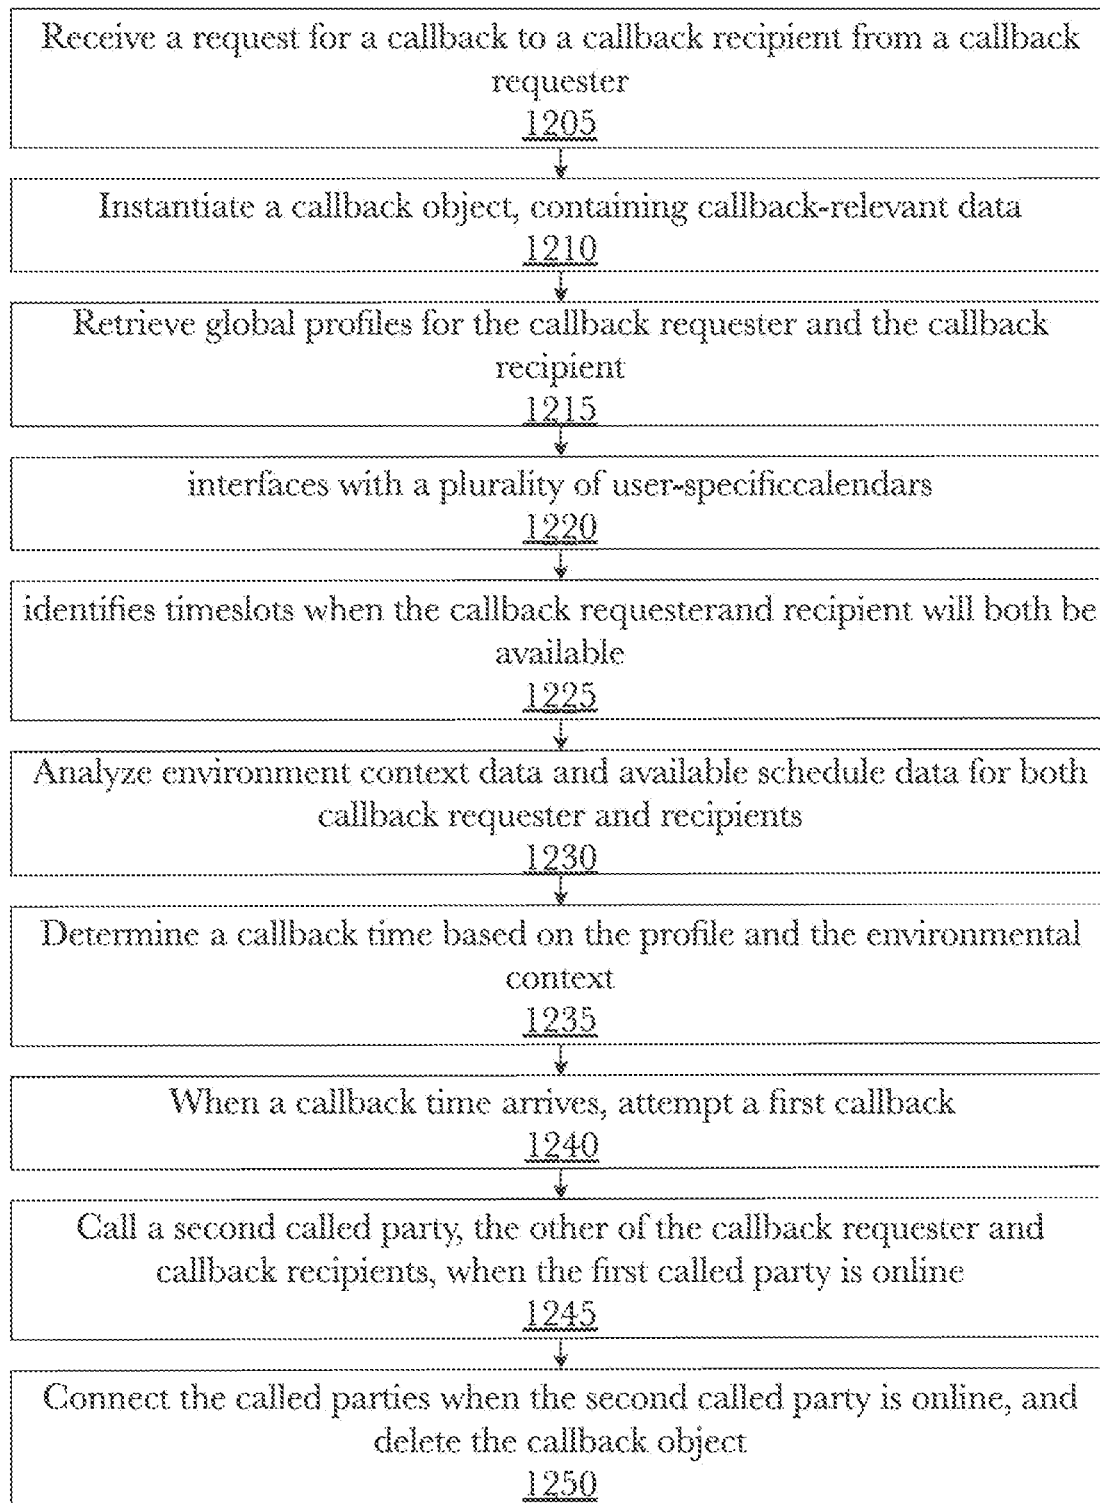 Receive a request for a callback to a callback recipient from a callback
requester
1205
Instantiate a callback object, containing callback-relevant data
1210
Retrieve global profiles for the callback requester and the callback
recipient
1215
interfaces with a plurality of user-specificcalendars
1220
identifies timeslots when the callback requesterand recipient will both be
available
1225
Analyze environment context data and available schedule data for both
callback requester and recipients
1230
Determine a callback time based on the profile and the environmental
context
1235
When a callback time arrives, attempt a first callback
1240
Call a second called party, the other of the callback requester and
callback recipients, when the first called party is online
1245
Connect the called parties when the second called party is online, and
delete the callback object
1250